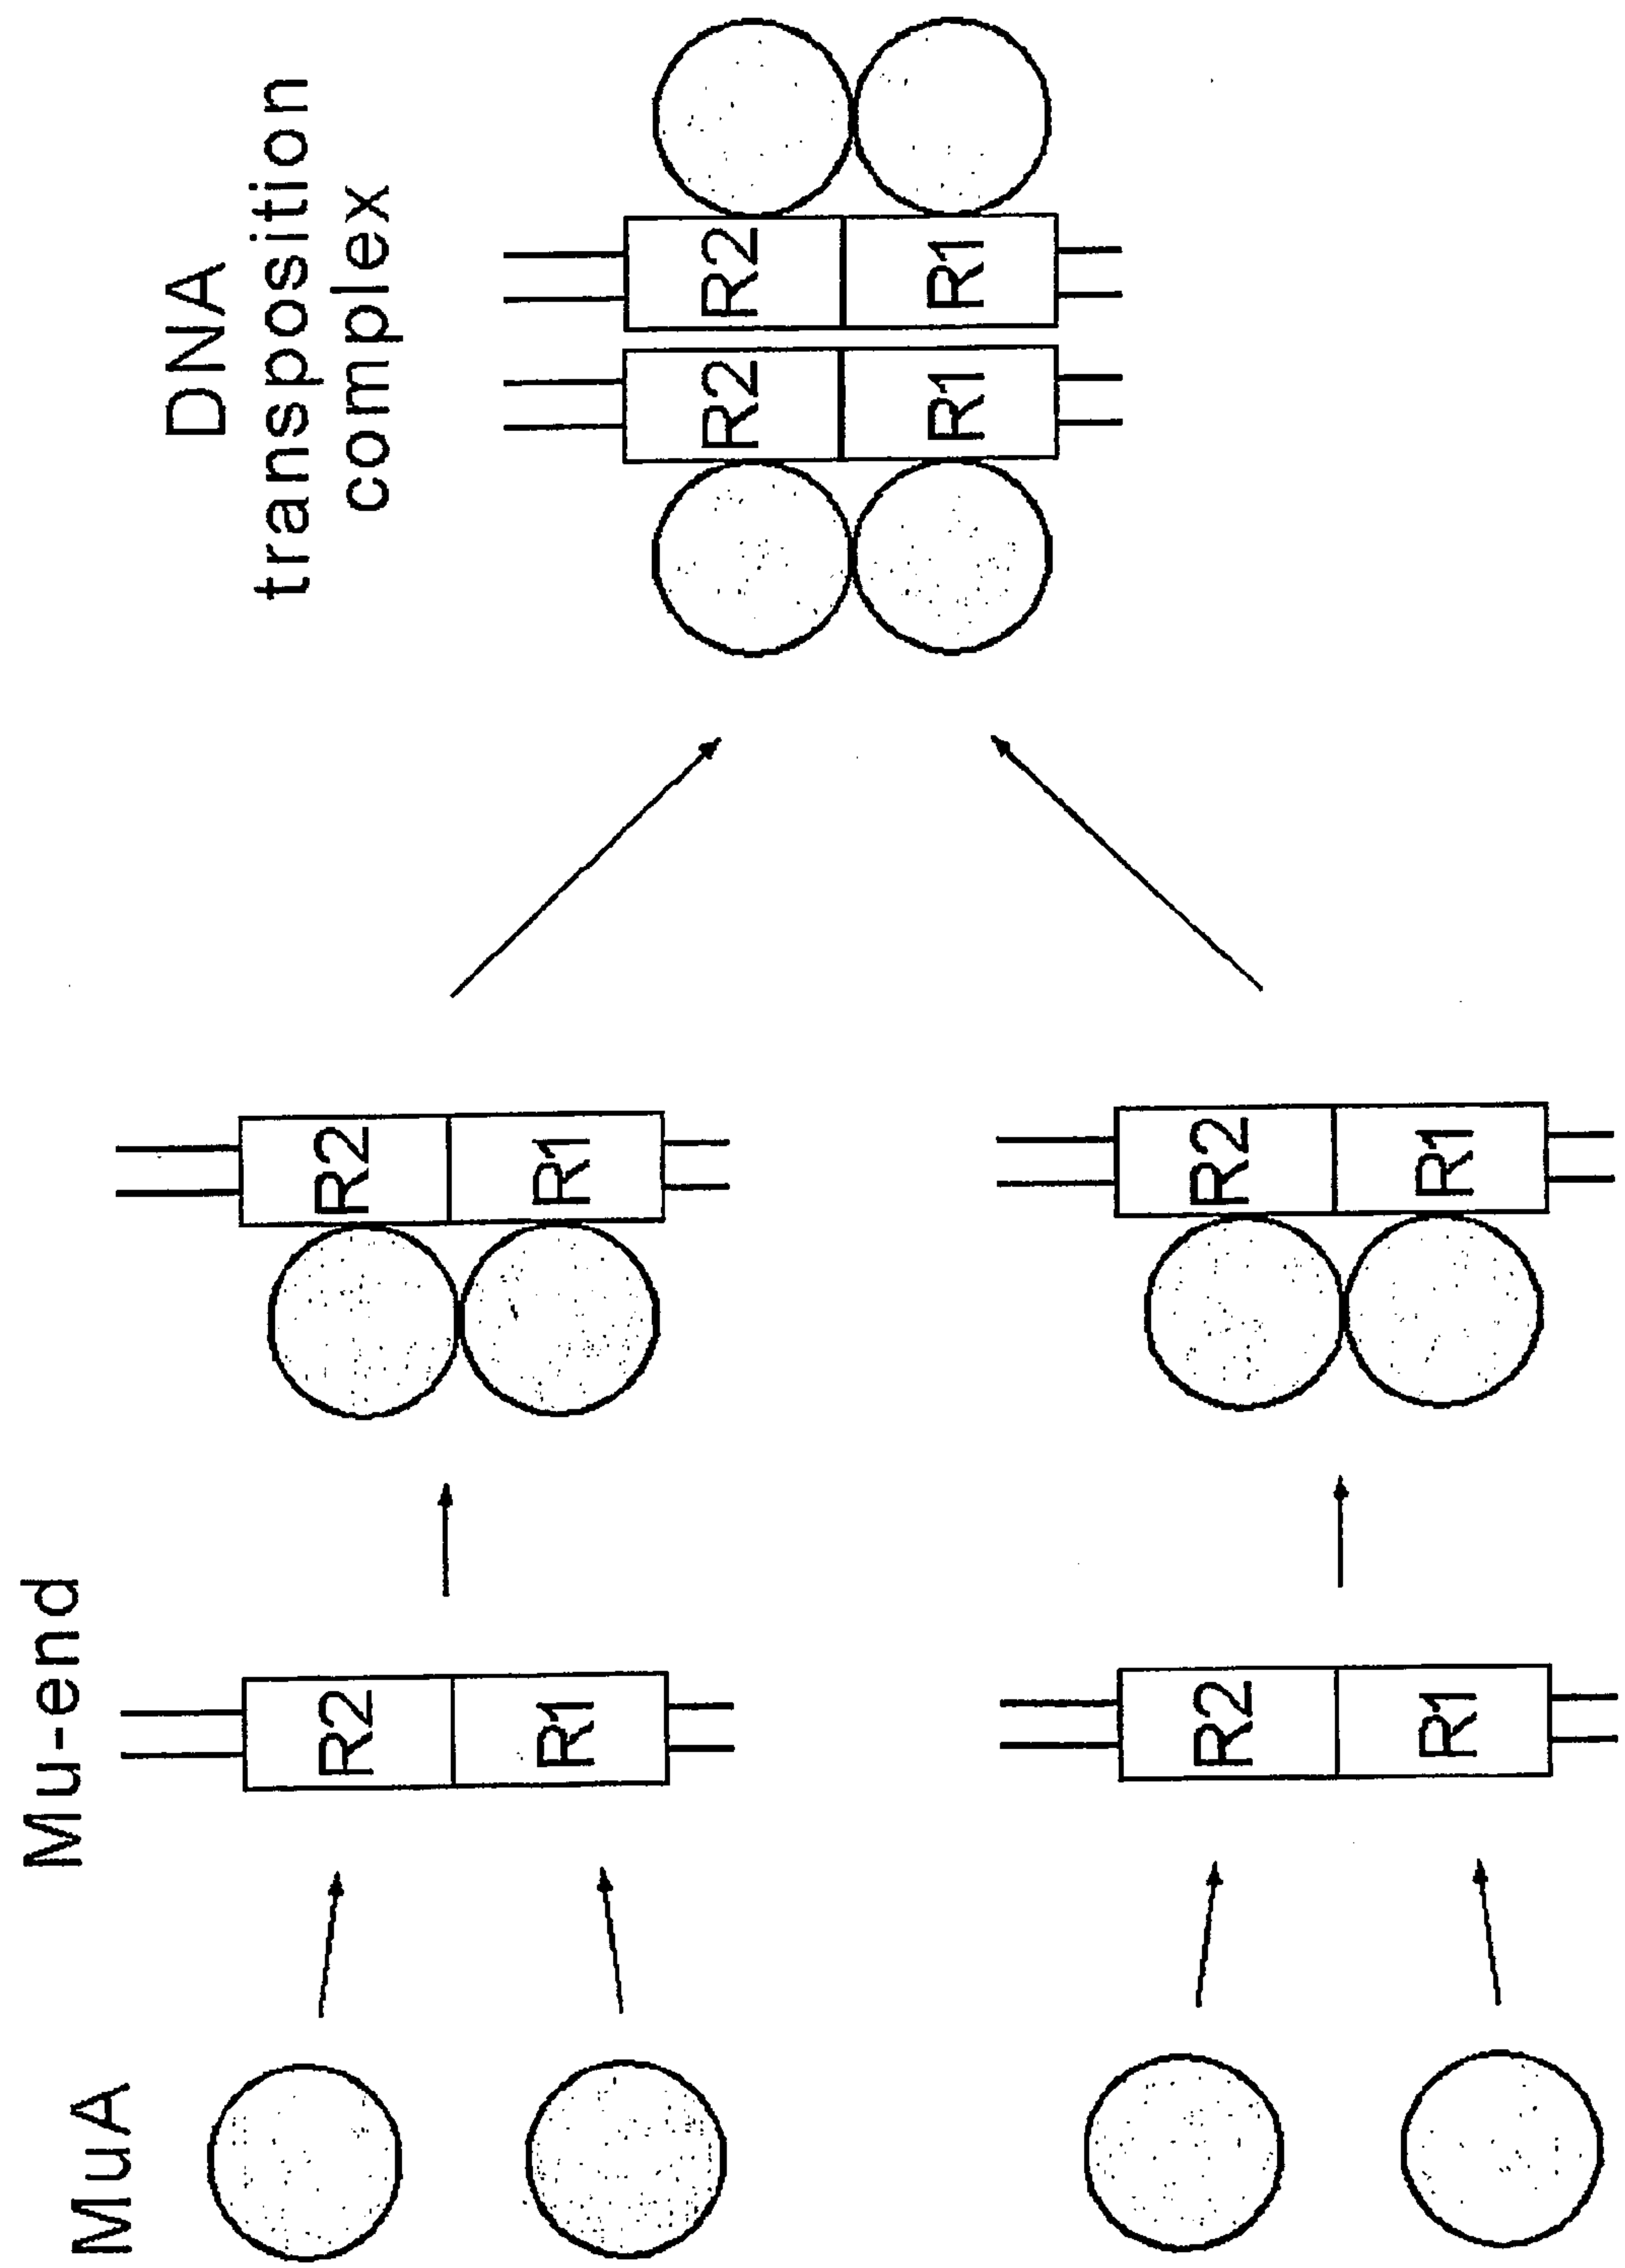 MuA
Mu-end
DNA
transposition
complex
R2
R1
R2
R1
R2
R1
R2
R1
R2
R1
R2
R1